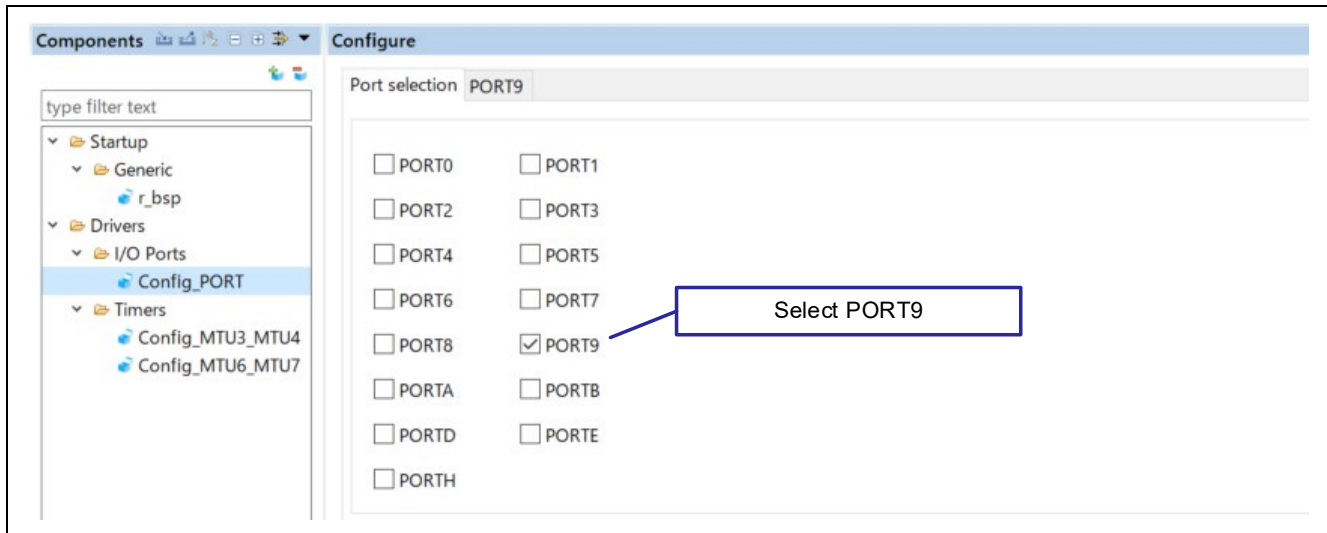 Components
type filter text
Startup
Generic
r_bsp
Drivers
I/O Ports
Config_PORT
Timers
Config_MTU3_MTU4
Config_MTU6_MTU7
Configure
Port selection PORT9
PORT0 PORT1
PORT2 PORT3
PORT4 PORT5
PORT6 PORT7
PORT8 PORT9
PORTA PORTB
PORTD PORTE
PORTH
Select PORT9